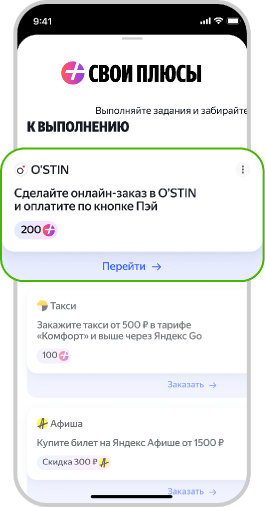 9:41
СВОИ ПЛЮСЫ
Выполняйте задания и забирайте
К ВЫПОЛНЕНИЮ
O'STIN
Сделайте онлайн-заказ в O'STIN
и оплатите по кнопке Пэй
200
Перейти →
Такси
Закажите такси от 500 ₽ в тарифе
«Комфорт» и выше через Яндекс Go
100
Заказать →
Афиша
Купите билет на Яндекс Афише от 1500 ₽
Скидка 300 ₽
Заказать →